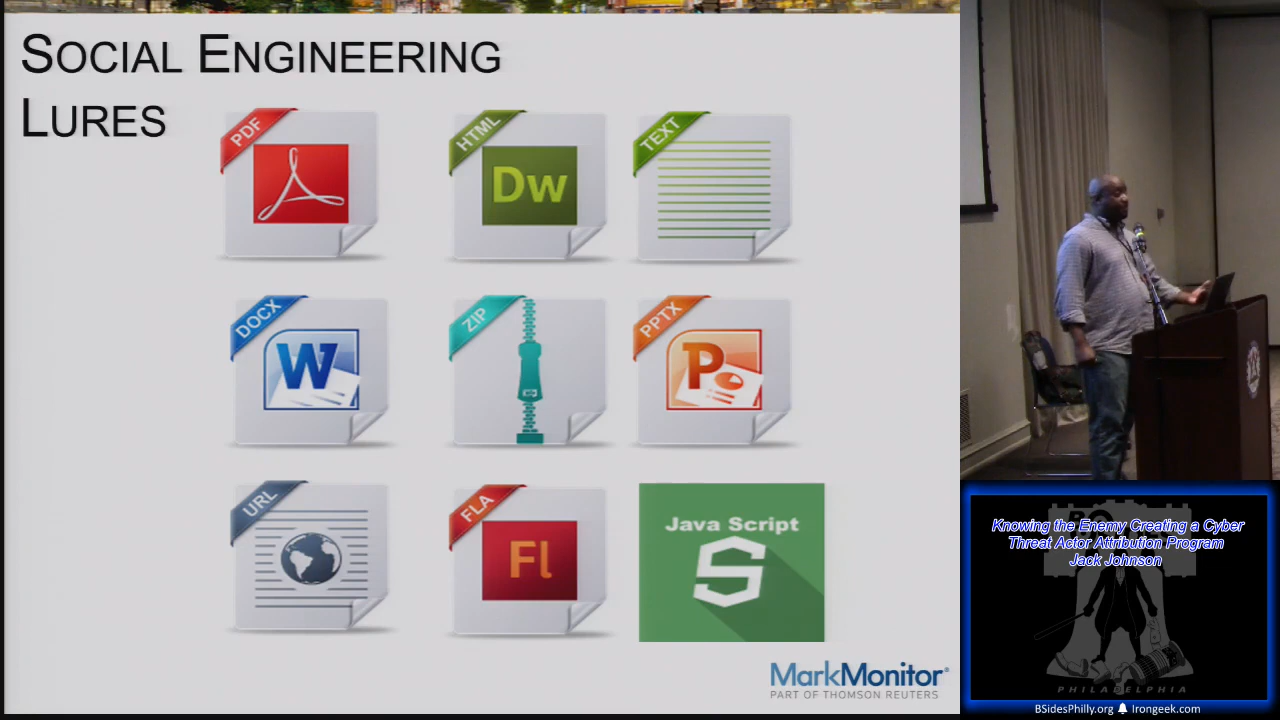 SOCIAL ENGINEERING
LURES
PDF
HTML
Dw
TEXT
DOCX
W
ZIP
PPTX
P
URL
FLA
Fl
Java Script
S
MarkMonitor®
PART OF THOMSON REUTERS
Knowing the Enemy Creating a Cyber
Threat Actor Attribution Program
Jack Johnson
PHILADELPHIA
BSidesPhilly.org Irongeek.com